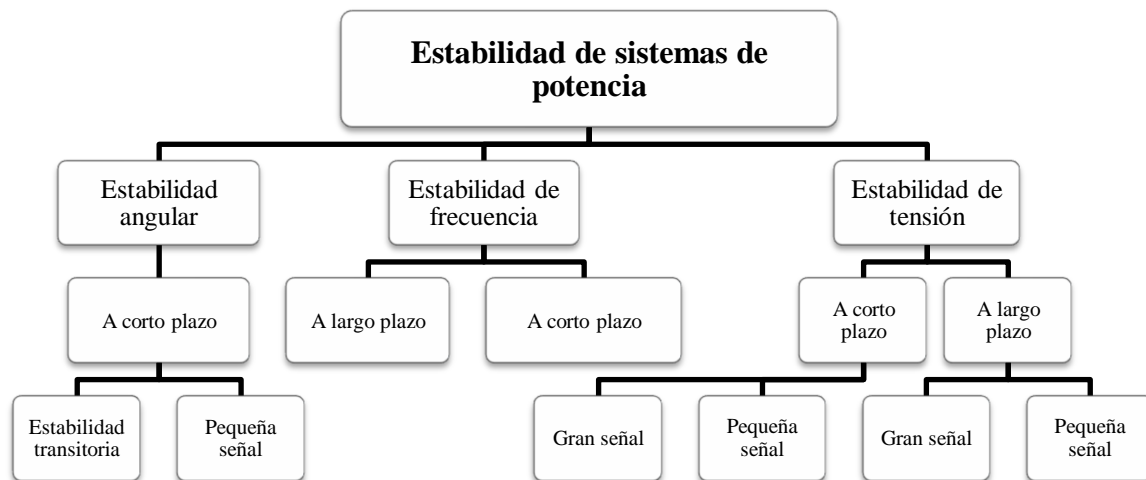 Estabilidad de sistemas de
potencia
Estabilidad
angular
Estabilidad de
frecuencia
Estabilidad de
tensión
A corto plazo
A largo plazo
A corto plazo
A corto
plazo
A largo
plazo
Estabilidad
transitoria
Pequeña
señal
Gran señal
Pequeña
señal
Gran señal
Pequeña
señal